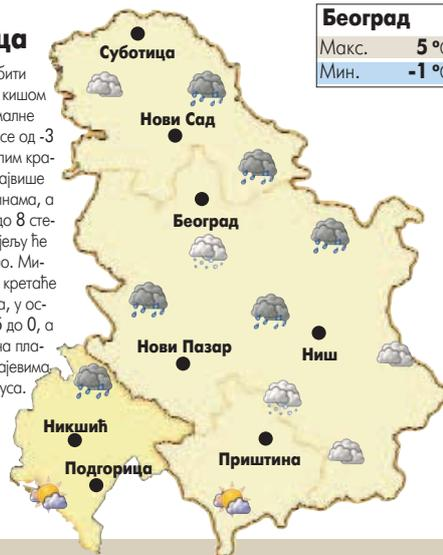 ца
бити
кишом
малне
се од -3
лим кра-
ајвише
нама, а
до 8 сте-
јељу ће
о. Ми-
кретаће
а, у ос-
до 0, а
на пла-
ајевима
уса.
Београд
Макс. 5 °
Мин. -1 °
Суботица
Нови Сад
Београд
Нови Пазар
Ниш
Никшић
Подгорица
Приштина